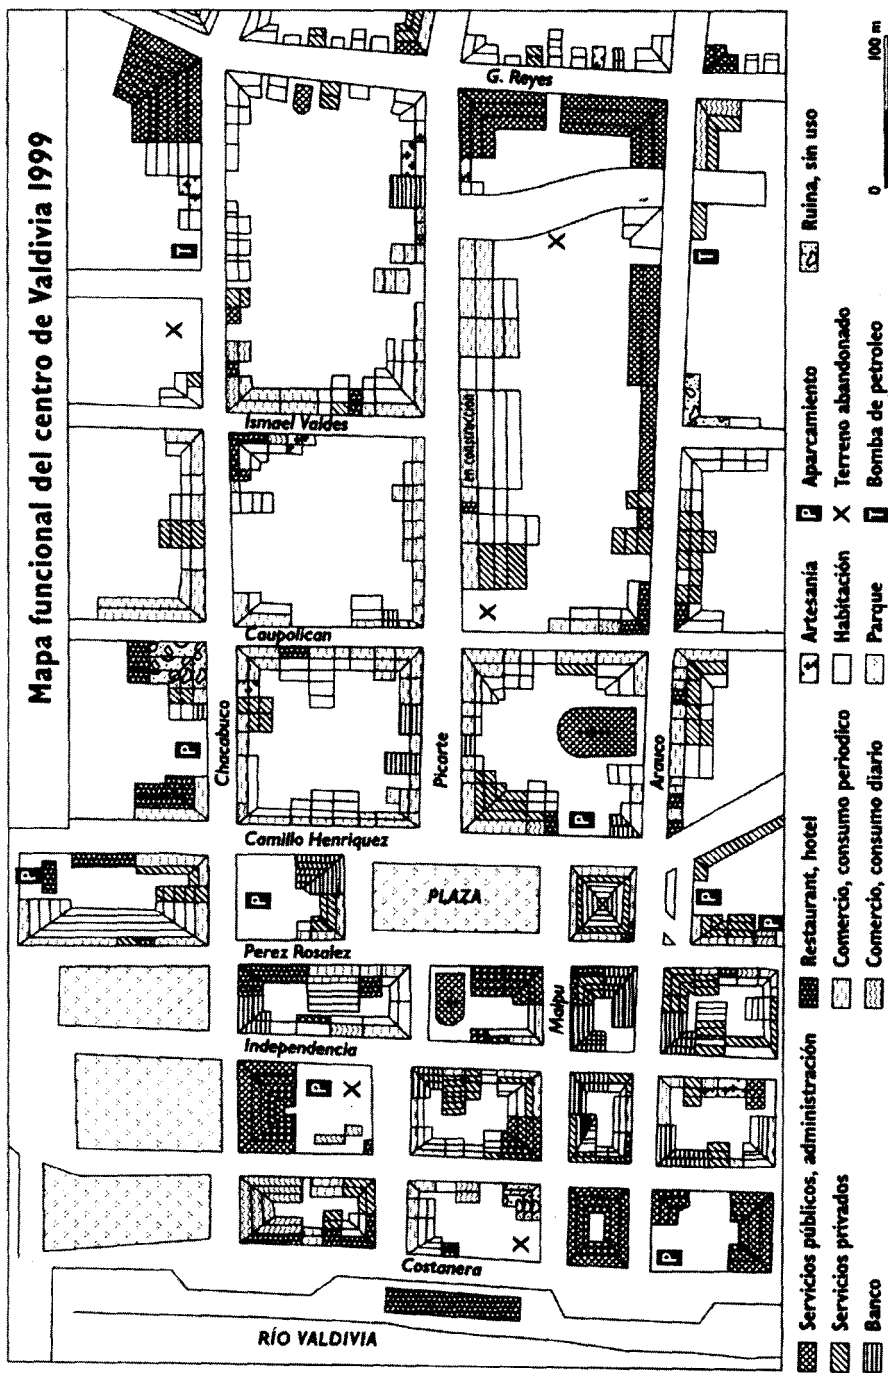 Mapa funcional del centro de Valdivia 1999
G. Reyes
Ismael Valdes
en construcción
Caupolican
Chacabuco
Picarte
Arauco
Camillo Henriquez
P
P
P
P
P
P
P
P
PLAZA
Perez Rosalez
Maipu
Independencia
Costanera
RÍO VALDIVIA
T
T
Servicios públicos, administración
Servicios privados
Banco
Restaurant, hotel
Comercio, consumo periodico
Comercio, consumo diario
Artesanía
Habitación
Parque
P Aparcamiento
Terreno abandonado
T Bomba de petroleo
Ruina, sin uso
0 100 m